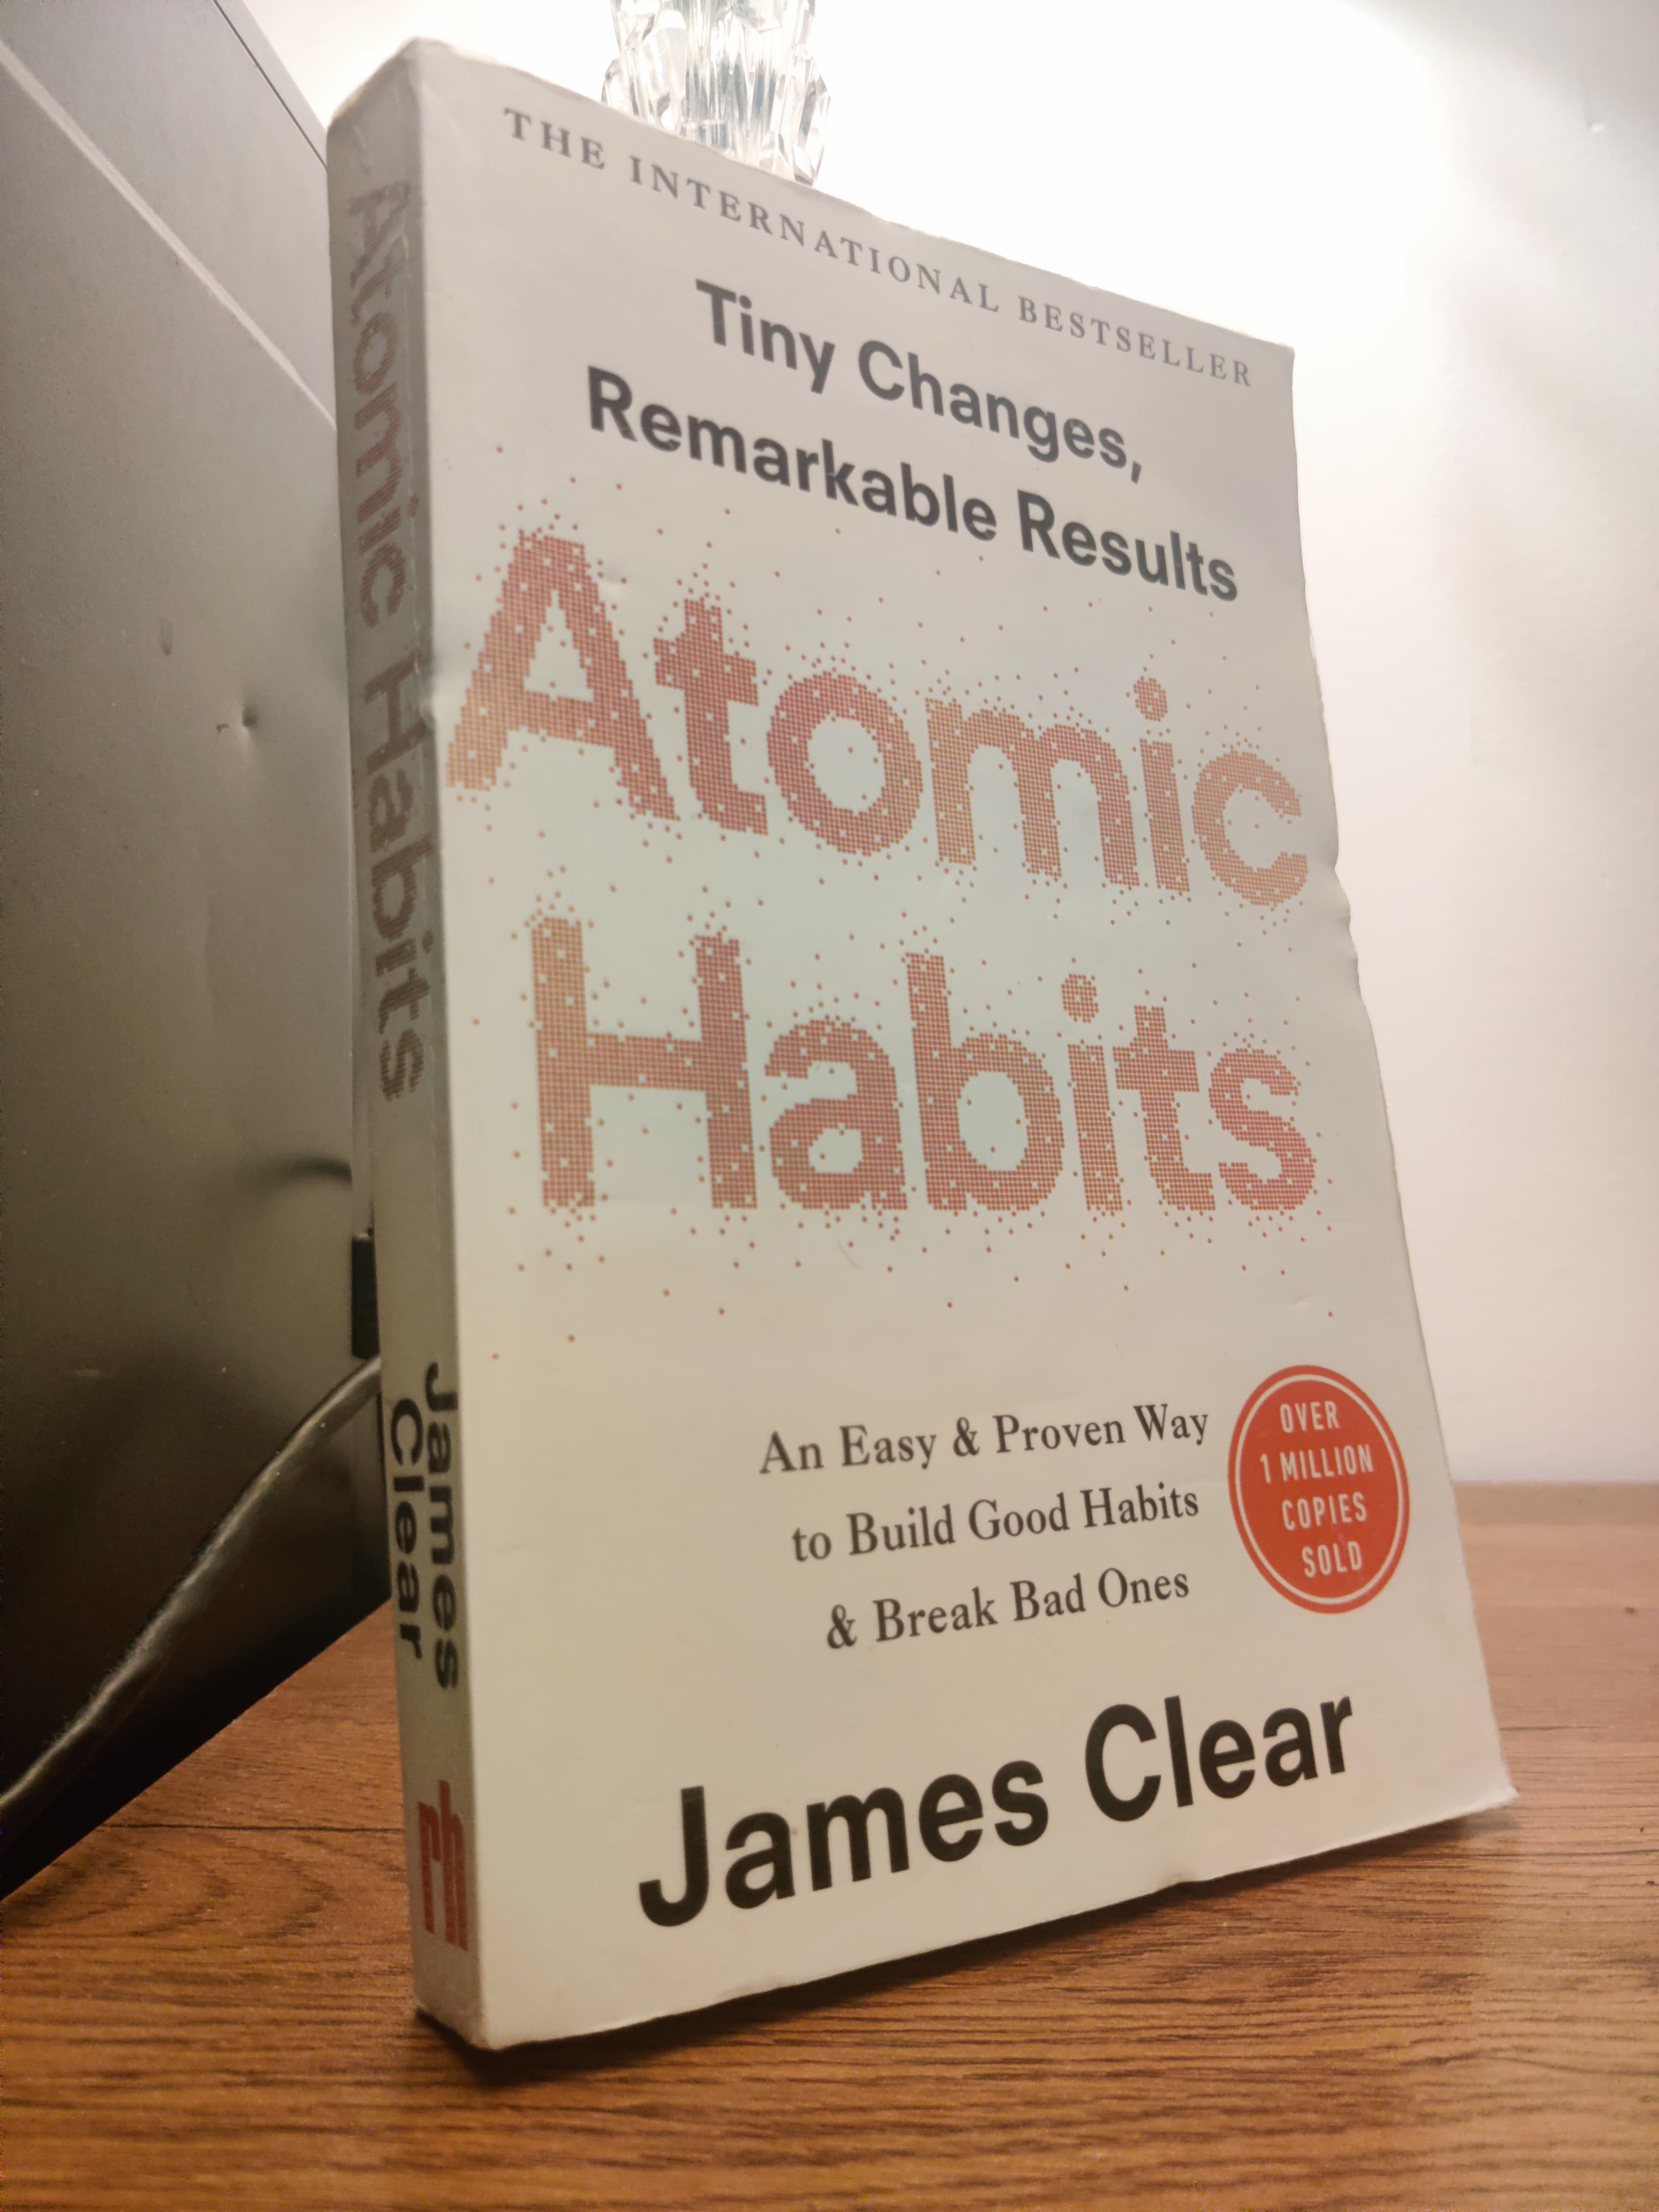 THE INTERNATIONAL BESTSELLER
Tiny Changes,
Remarkable Results
Atomic
Habits
An Easy & Proven Way
to Build Good Habits
& Break Bad Ones
OVER
1 MILLION
COPIES
SOLD
James Clear
Atomic Habits
James
Clear
rh